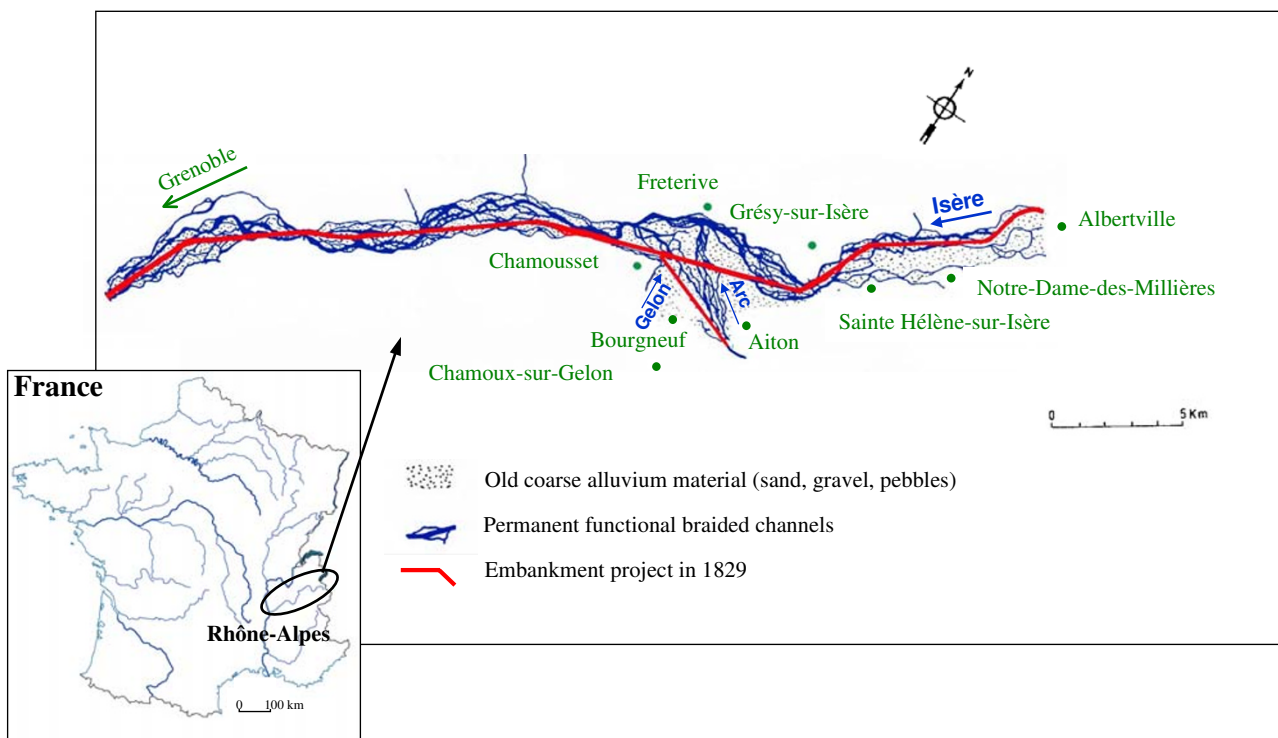 N
Grenoble
Freterive
Grésy-sur-Isère
Isère
Albertville
Chamousset
Gelon
Arc
Notre-Dame-des-Millières
Sainte Hélène-sur-Isère
Bourgneuf
Aiton
Chamoux-sur-Gelon
0 5 Km
France
Rhône-Alpes
0 100 km
Old coarse alluvium material (sand, gravel, pebbles)
Permanent functional braided channels
Embankment project in 1829